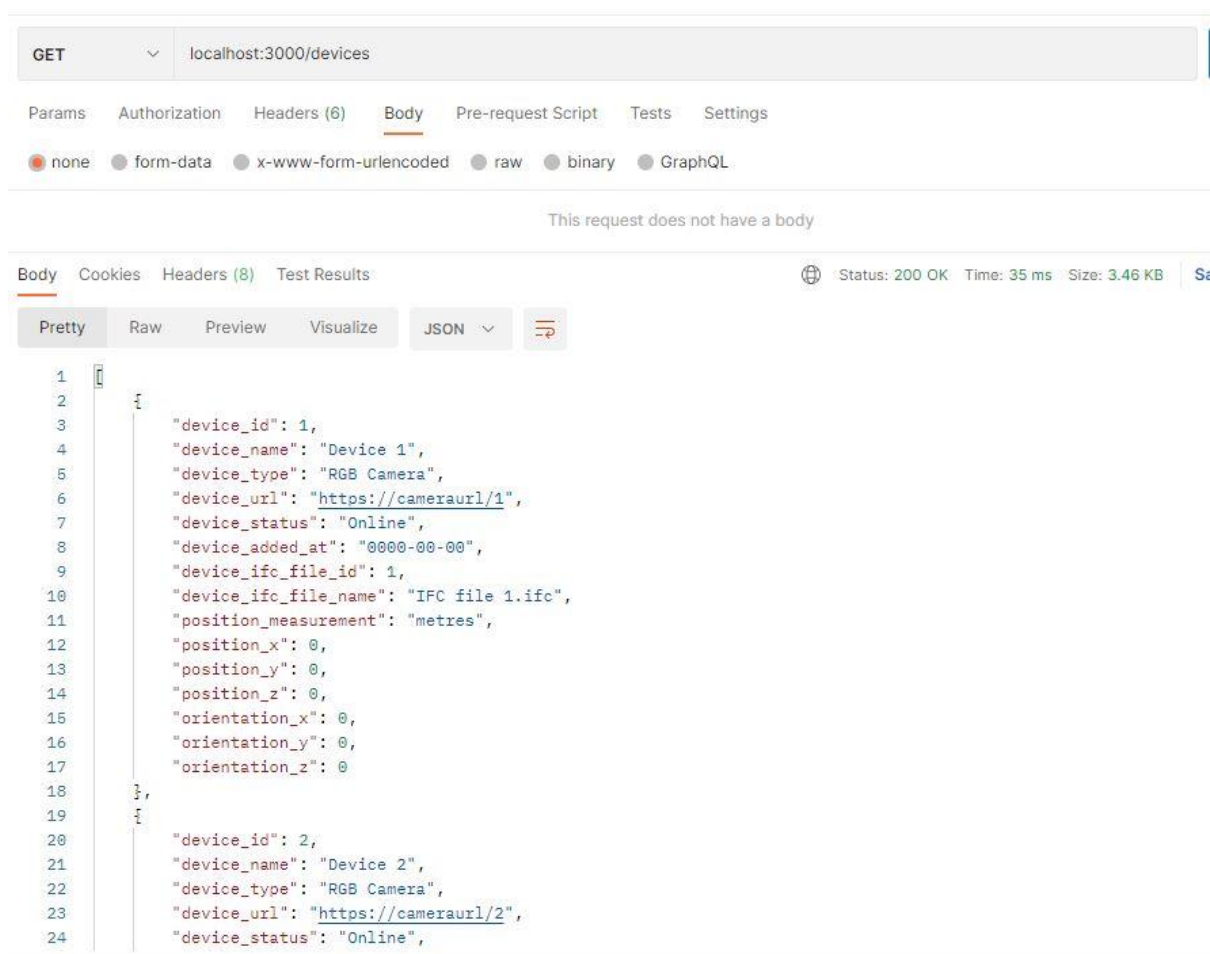 GET localhost:3000/devices
Params Authorization Headers (6) Body Pre-request Script Tests Settings
none form-data x-www-form-urlencoded raw binary GraphQL
This request does not have a body
Body Cookies Headers (8) Test Results Status: 200 OK Time: 35 ms Size: 3.46 KB Sa
Pretty Raw Preview Visualize JSON
1 [
2 {
3 "device_id": 1,
4 "device_name": "Device 1",
5 "device_type": "RGB Camera",
6 "device_url": "https://cameraurl/1",
7 "device_status": "Online",
8 "device_added_at": "0000-00-00",
9 "device_ifc_file_id": 1,
10 "device_ifc_file_name": "IFC file 1.ifc",
11 "position_measurement": "metres",
12 "position_x": 0,
13 "position_y": 0,
14 "position_z": 0,
15 "orientation_x": 0,
16 "orientation_y": 0,
17 "orientation_z": 0
18 },
19 {
20 "device_id": 2,
21 "device_name": "Device 2",
22 "device_type": "RGB Camera",
23 "device_url": "https://cameraurl/2",
24 "device_status": "Online",